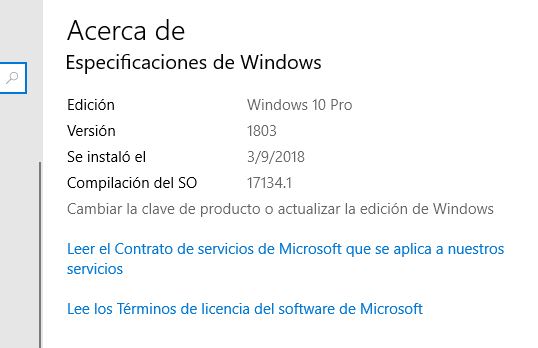 Acerca de
Especificaciones de Windows
Edición Windows 10 Pro
Versión 1803
Se instaló el 3/9/2018
Compilación del SO 17134.1
Cambiar la clave de producto o actualizar la edición de Windows
Leer el Contrato de servicios de Microsoft que se aplica a nuestros
servicios
Lee los Términos de licencia del software de Microsoft